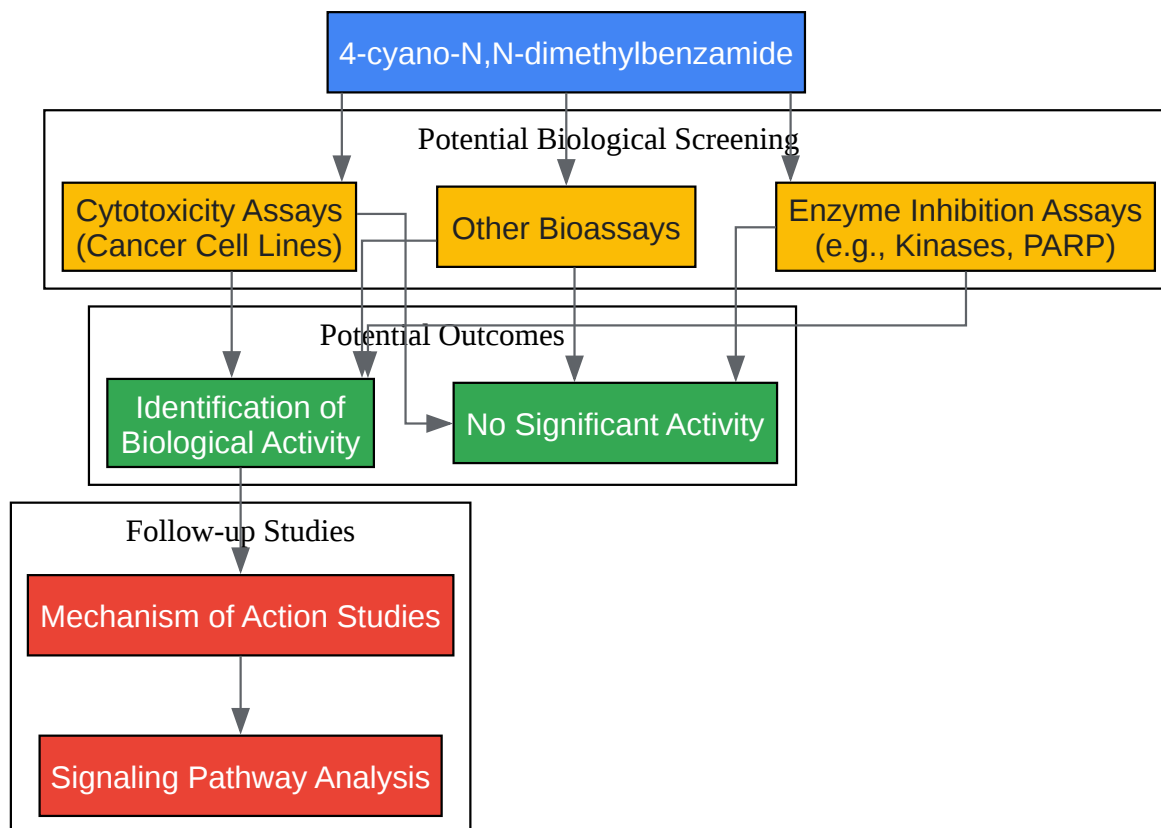 4-cyano-N,N-dimethylbenzamide
Potential Biological Screening
Cytotoxicity Assays
(Cancer Cell Lines)
Other Bioassays
Enzyme Inhibition Assays
(e.g., Kinases, PARP)
Potential Outcomes
Identification of
Biological Activity
No Significant Activity
Follow-up Studies
Mechanism of Action Studies
Signaling Pathway Analysis